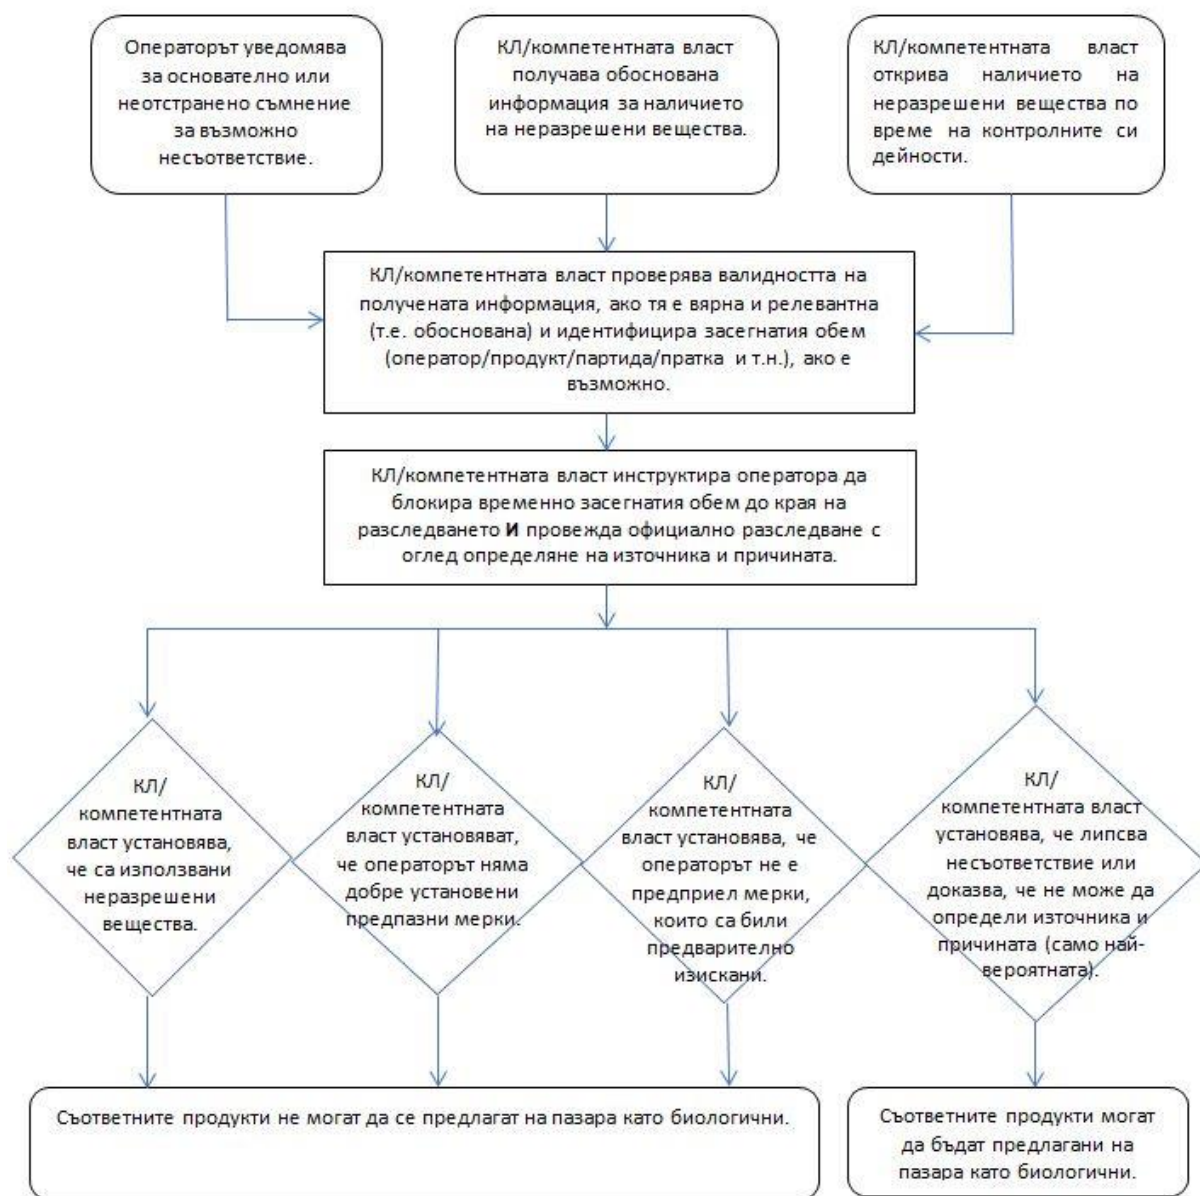 Операторът уведомява
за основателно или
неотстранено съмнение
за възможно
несъответствие.
КЛ/компетентната власт
получава обоснована
информация за наличието
на неразрешени вещества.
КЛ/компетентната власт
открива наличието на
неразрешени вещества по
време на контролните си
дейности.
КЛ/компетентната власт проверява валидността на
получената информация, ако тя е вярна и релевантна
(т.е. обоснована) и идентифицира засегнатия обем
(оператор/продукт/партида/пратка и т.н.), ако е
възможно.
КЛ/компетентната власт инструктира оператора да
блокира временно засегнатия обем до края на
разследването И провежда официално разследване с
оглед определяне на източника и причината.
КЛ/
компетентната
власт установява,
че са използвани
неразрешени
вещества.
КЛ/
компетентната
власт установяват,
че операторът няма
добре установени
предпазни мерки.
КЛ/
компетентната
власт установява, че
операторът не е
предприел мерки,
които са били
предварително
изискани.
КЛ/
компетентната власт
установява, че липсва
несъответствие или
доказва, че не може да
определи източника и
причината (само най-
вероятната).
Съответните продукти не могат да се предлагат на пазара като биологични.
Съответните продукти могат
да бъдат предлагани на
пазара като биологични.